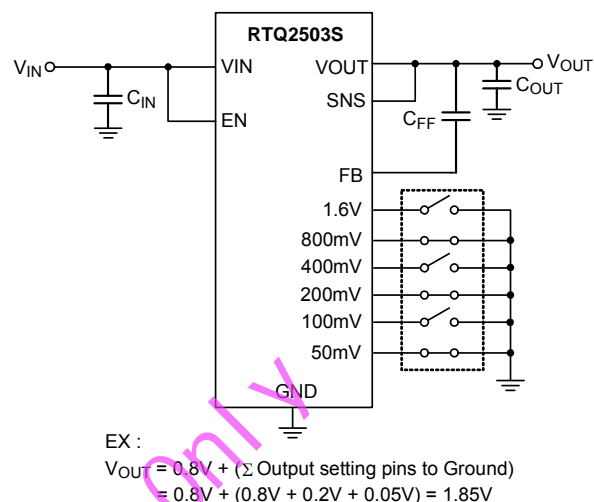 RTQ2503S
VIN
VIN
VOUT
VOUT
CIN
EN
SNS
COUT
CFF
FB
1.6V
800mV
400mV
200mV
100mV
50mV
GND
only
EX :
VOUT = 0.8V + (Σ Output setting pins to Ground)
= 0.8V + (0.8V + 0.2V + 0.05V) = 1.85V